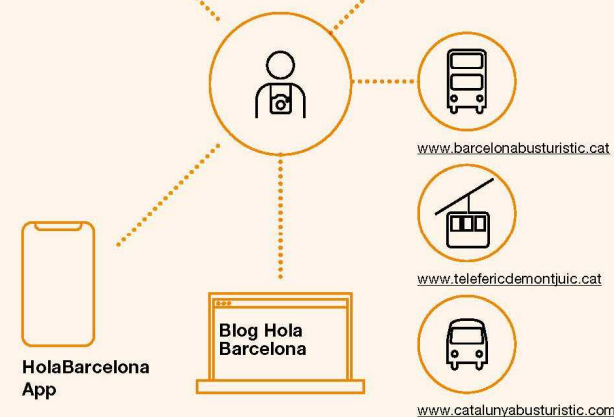 www.barcelonabusturistic.cat
www.telefericdemontjuic.cat
Blog Hola
Barcelona
HolaBarcelona
App
www.catalunyabusturistic.com